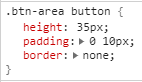 .btn-area button {
height: 35px;
padding:▸ 0 10px;
border:▸ none;
}